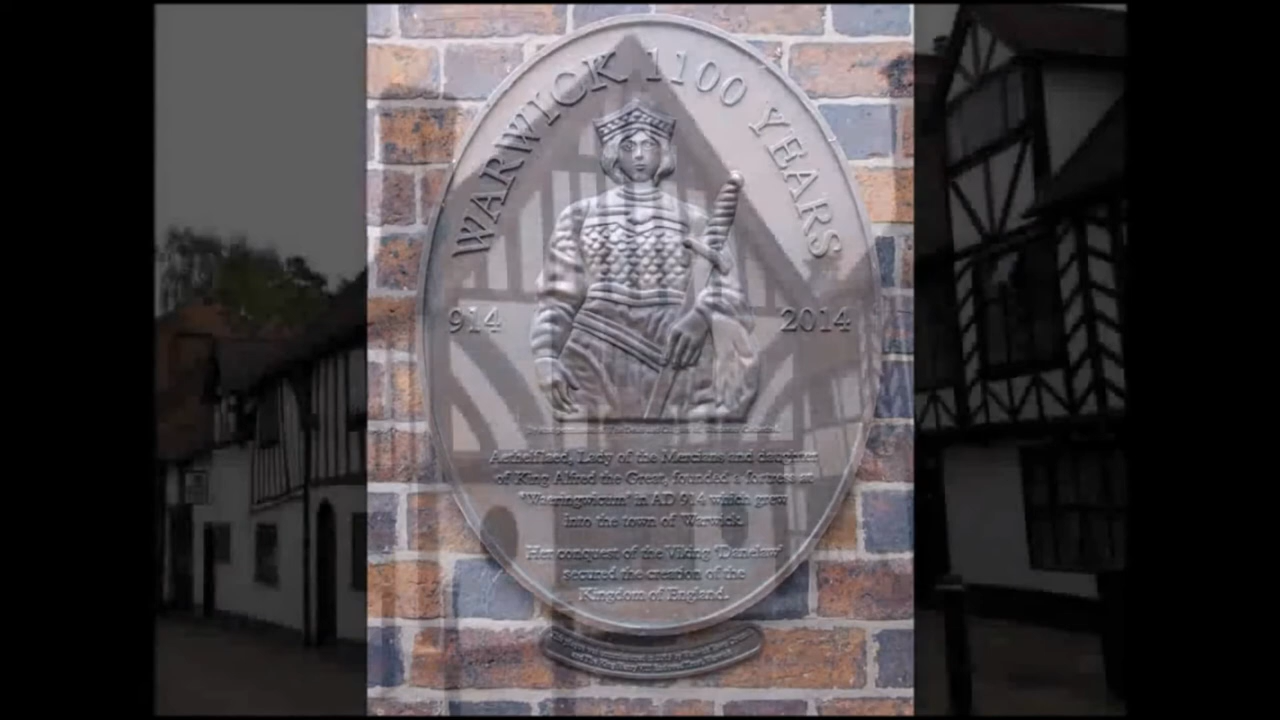 WARWICK 1100 YEARS
914 2014
Aethelflaed, Lady of the Mercians and daughter
of King Alfred the Great, founded a fortress at
'Waeringwicum' in AD 914 which grew
into the town of Warwick.
Her conquest of the Viking 'Danelaw'
secured the creation of the
Kingdom of England.